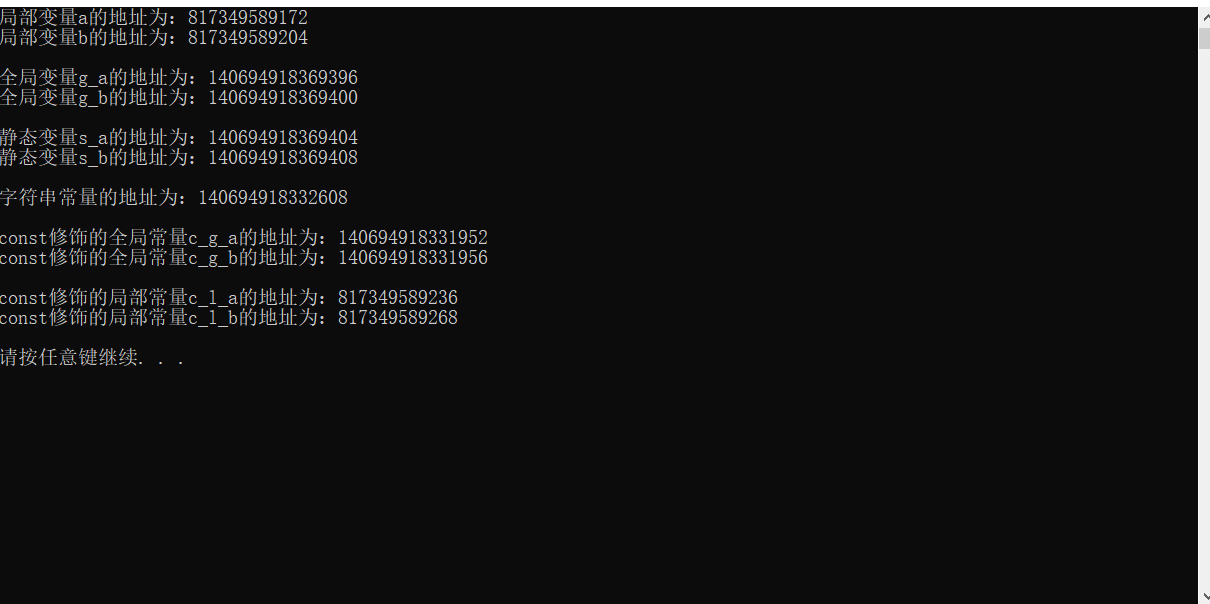 局部变量a的地址为：817349589172
局部变量b的地址为：817349589204
全局变量g_a的地址为：140694918369396
全局变量g_b的地址为：140694918369400
静态变量s_a的地址为：140694918369404
静态变量s_b的地址为：140694918369408
字符串常量的地址为：140694918332608
const修饰的全局常量c_g_a的地址为：140694918331952
const修饰的全局常量c_g_b的地址为：140694918331956
const修饰的局部常量c_l_a的地址为：817349589236
const修饰的局部常量c_l_b的地址为：817349589268
请按任意键继续. . .